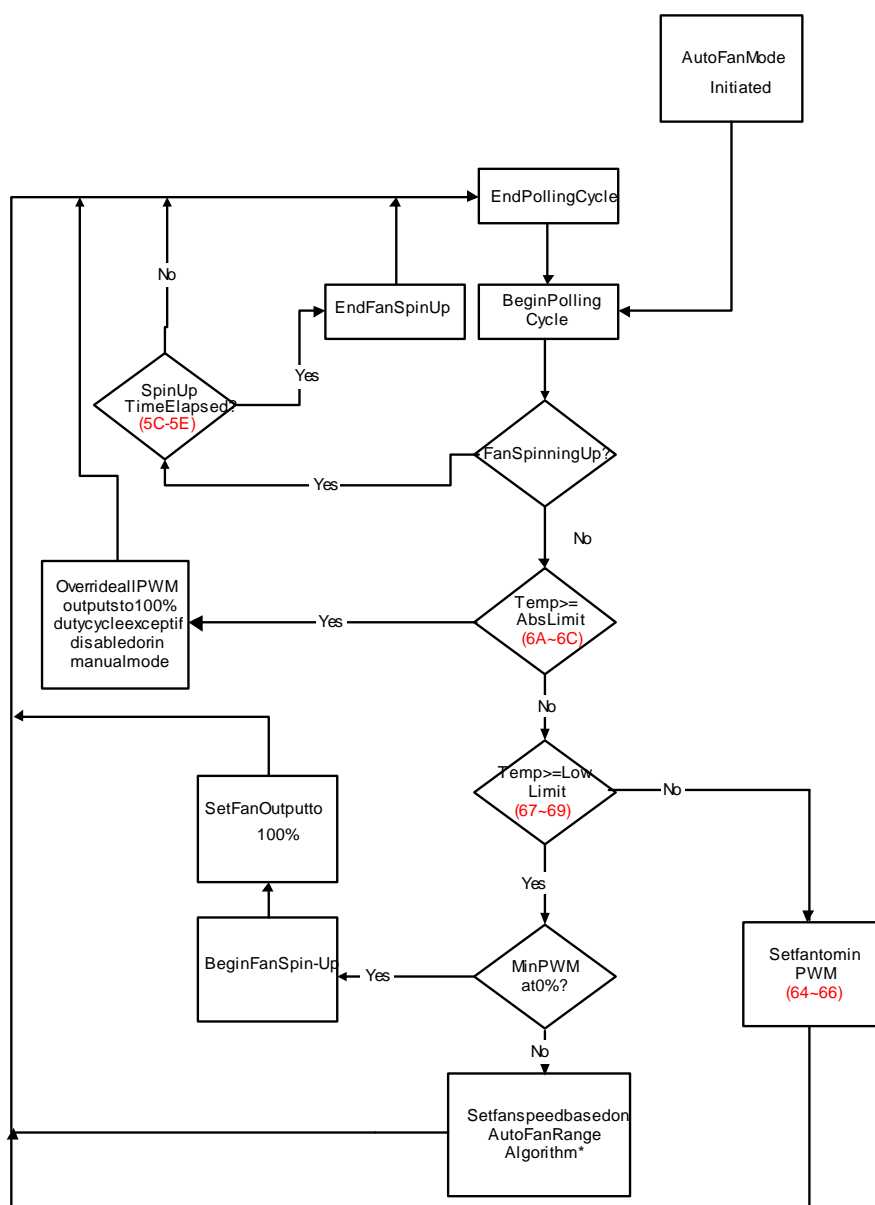 AutoFanMode
Initiated
EndPollingCycle
No
EndFanSpinUp
BeginPolling
Cycle
SpinUp
TimeElapsed?
(5C-5E)
Yes
FanSpinningUp?
Yes
No
OverrideallPWM
outputsto100%
dutycycleexceptif
disabledorin
manualmode
Yes
Temp>=
AbsLimit
(6A~6C)
No
Temp>=Low
Limit
(67~69)
No
SetFanOutputto
100%
Yes
BeginFanSpin-Up
Yes
MinPWM
at0%?
Setfantomin
PWM
(64~66)
No
Setfanspeedbasedon
AutoFanRange
Algorithm*